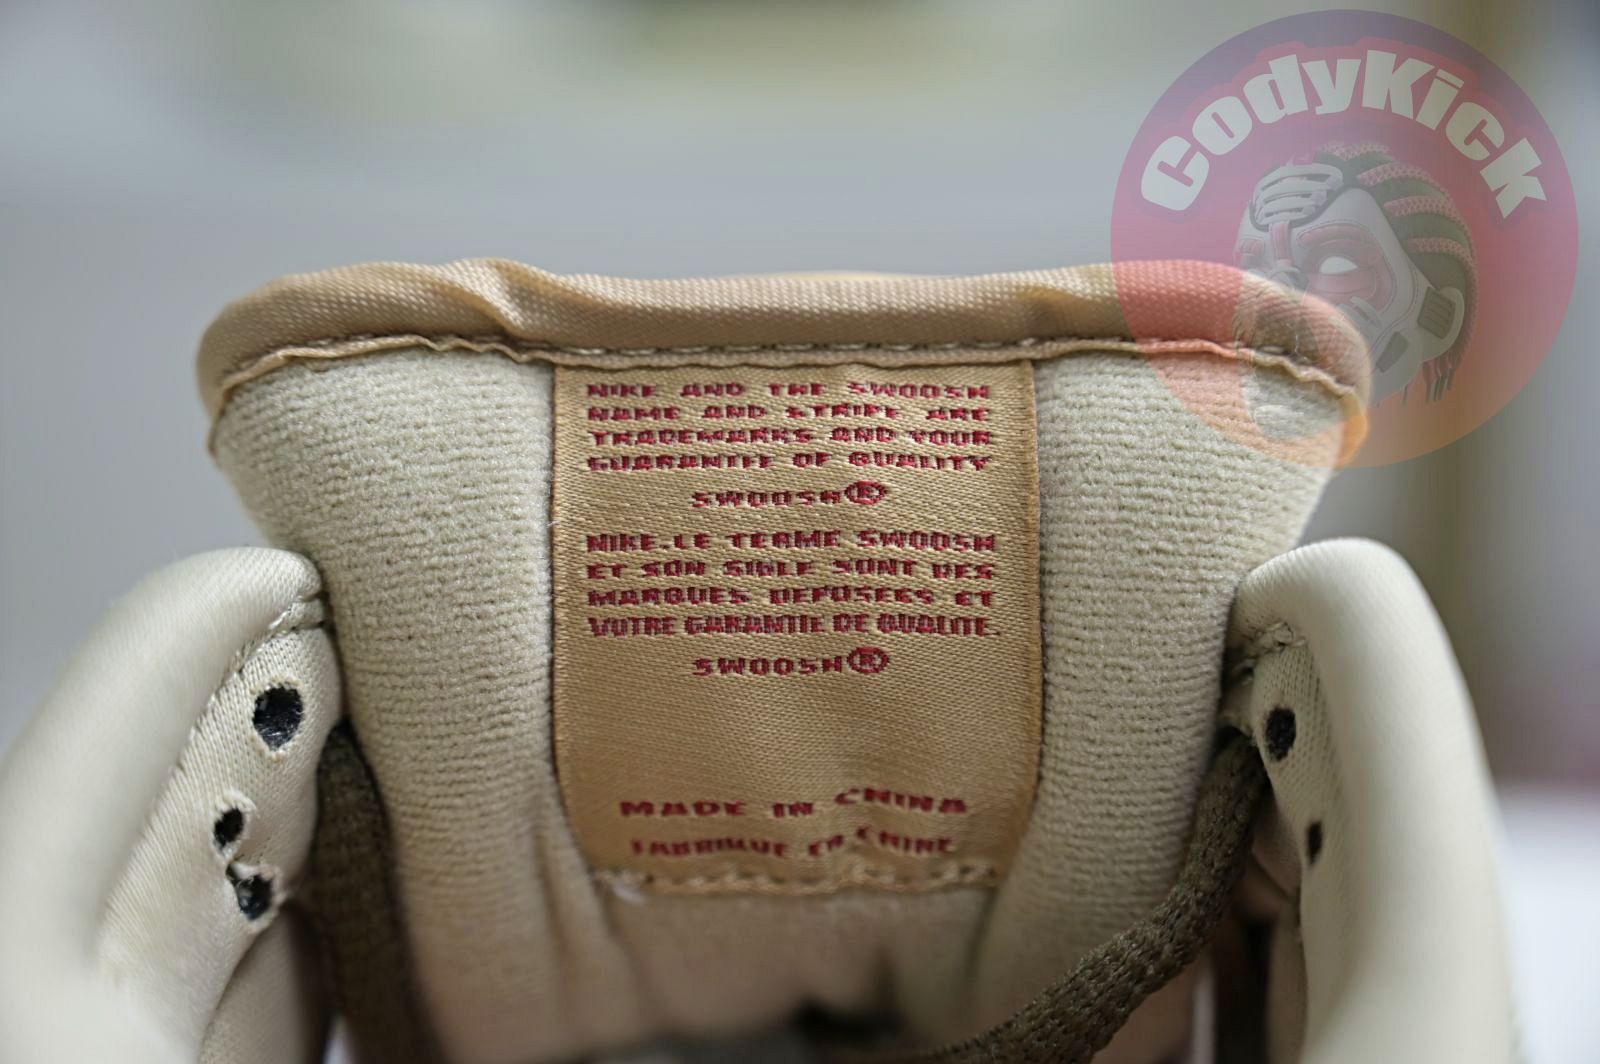 CodyKick
NIKE AND THE SWOOSH
NAME AND STRIPE ARE
TRADEMARKS AND YOUR
GUARANTEE OF QUALITY
SWOOSH®
NIKE.LE TERME SWOOSH
ET SON SIGLE SONT DES
MARQUES DEPOSEES ET
VOTRE GARANTIE DE QUALITE.
SWOOSH®
MADE IN CHINA
FABRIQUE EN CHINE